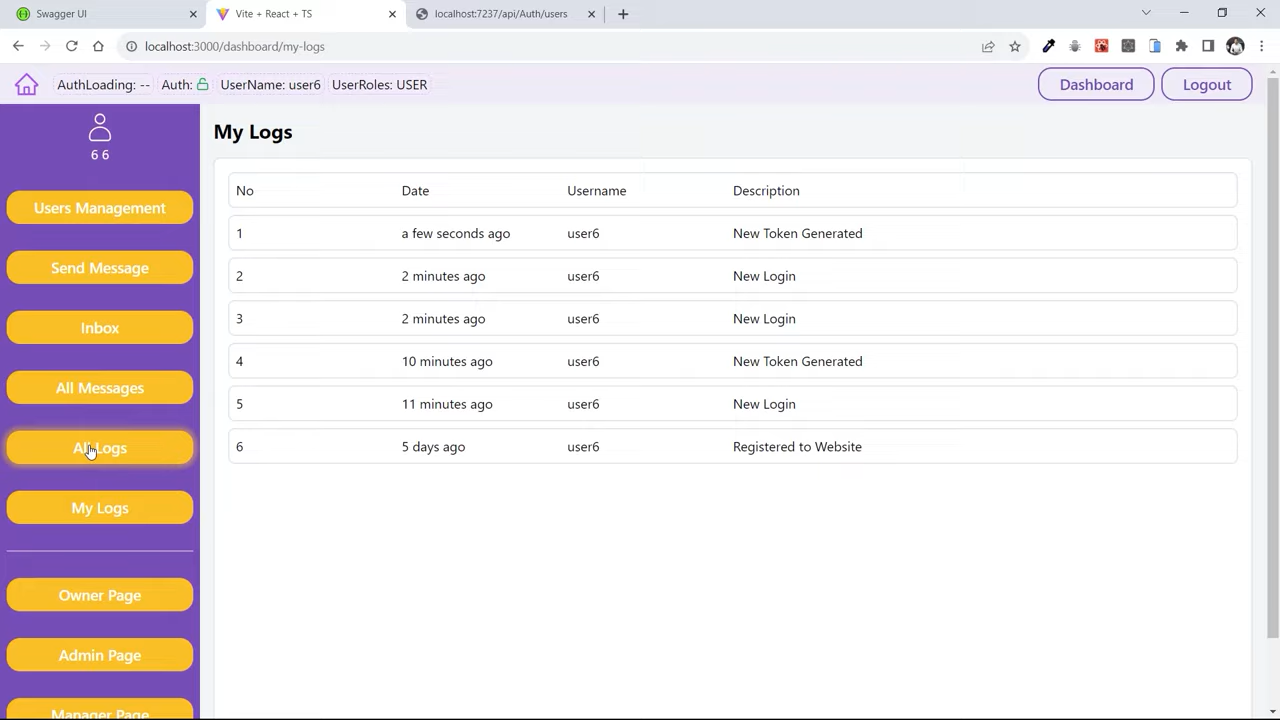 Swagger UI
Vite + React + TS
localhost:7237/api/Auth/users
localhost:3000/dashboard/my-logs
AuthLoading: --
Auth:
UserName: user6
UserRoles: USER
Dashboard
Logout
6 6
Users Management
Send Message
Inbox
All Messages
All Logs
My Logs
Owner Page
Admin Page
Manager Page
My Logs
No Date Username Description
1 a few seconds ago user6 New Token Generated
2 2 minutes ago user6 New Login
3 2 minutes ago user6 New Login
4 10 minutes ago user6 New Token Generated
5 11 minutes ago user6 New Login
6 5 days ago user6 Registered to Website